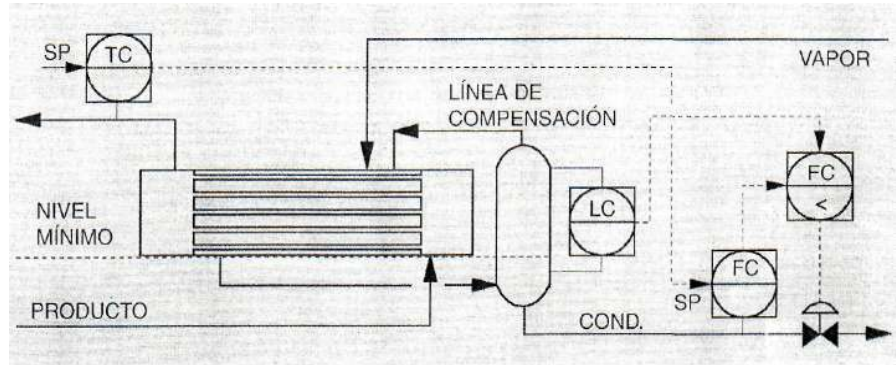 SP
TC
VAPOR
LÍNEA DE
COMPENSACIÓN
FC
<
LC
NIVEL
MÍNIMO
FC
SP
PRODUCTO
COND.